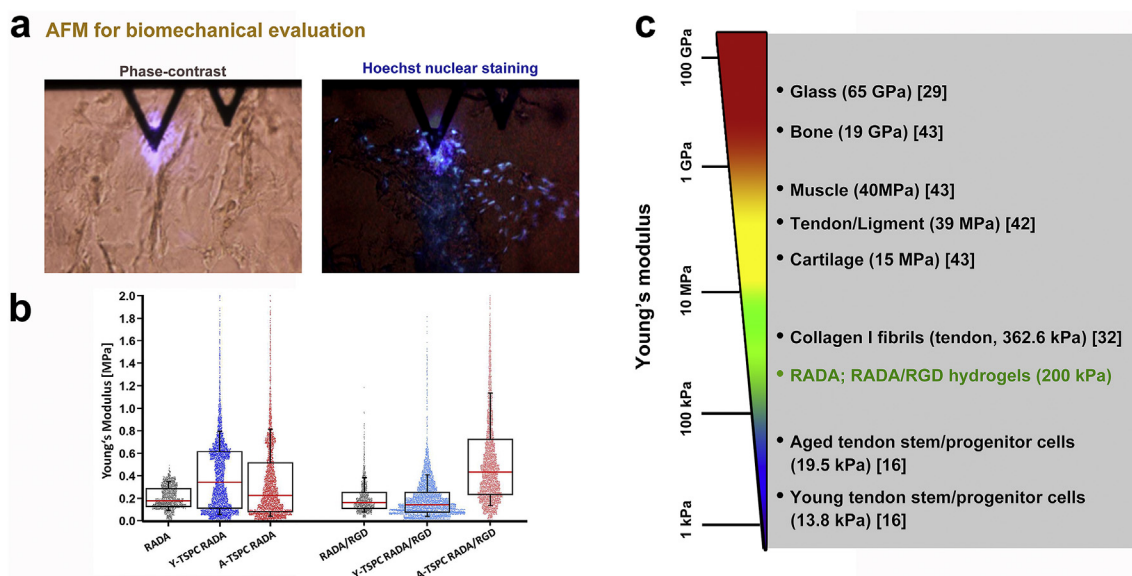 a AFM for biomechanical evaluation
Phase-contrast
Hoechst nuclear staining
b
Young's Modulus [MPa]
2.0
1.8
1.6
1.4
1.2
1.0
0.8
0.6
0.4
0.2
0.0
RADA
Y-TSPC RADA
A-TSPC RADA
RADA/RGD
Y-TSPC RADA/RGD
A-TSPC RADA/RGD
c
Young's modulus
100 GPa
1 GPa
10 MPa
100 kPa
1 kPa
• Glass (65 GPa) [29]
• Bone (19 GPa) [43]
• Muscle (40MPa) [43]
• Tendon/Ligment (39 MPa) [42]
• Cartilage (15 MPa) [43]
• Collagen I fibrils (tendon, 362.6 kPa) [32]
• RADA; RADA/RGD hydrogels (200 kPa)
• Aged tendon stem/progenitor cells
(19.5 kPa) [16]
• Young tendon stem/progenitor cells
(13.8 kPa) [16]